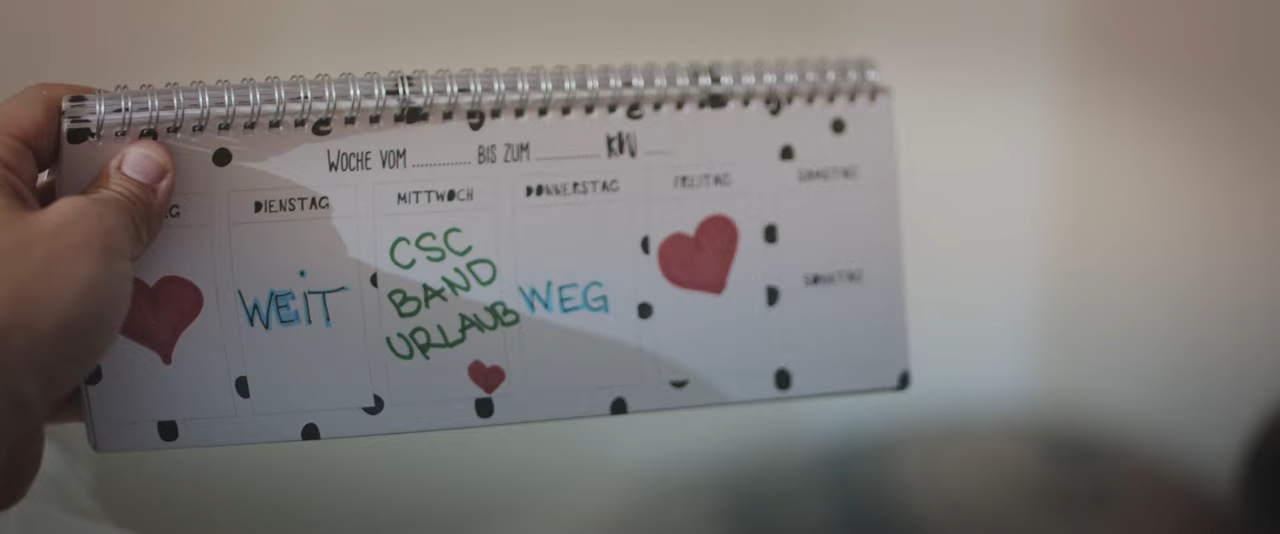 WOCHE VOM ............ BIS ZUM ............ KW ......
G
DIENSTAG
MITTWOCH
DONNERSTAG
FREITAG
SAMSTAG
WEIT
CSC
BAND
URLAUB
WEG
SONNTAG